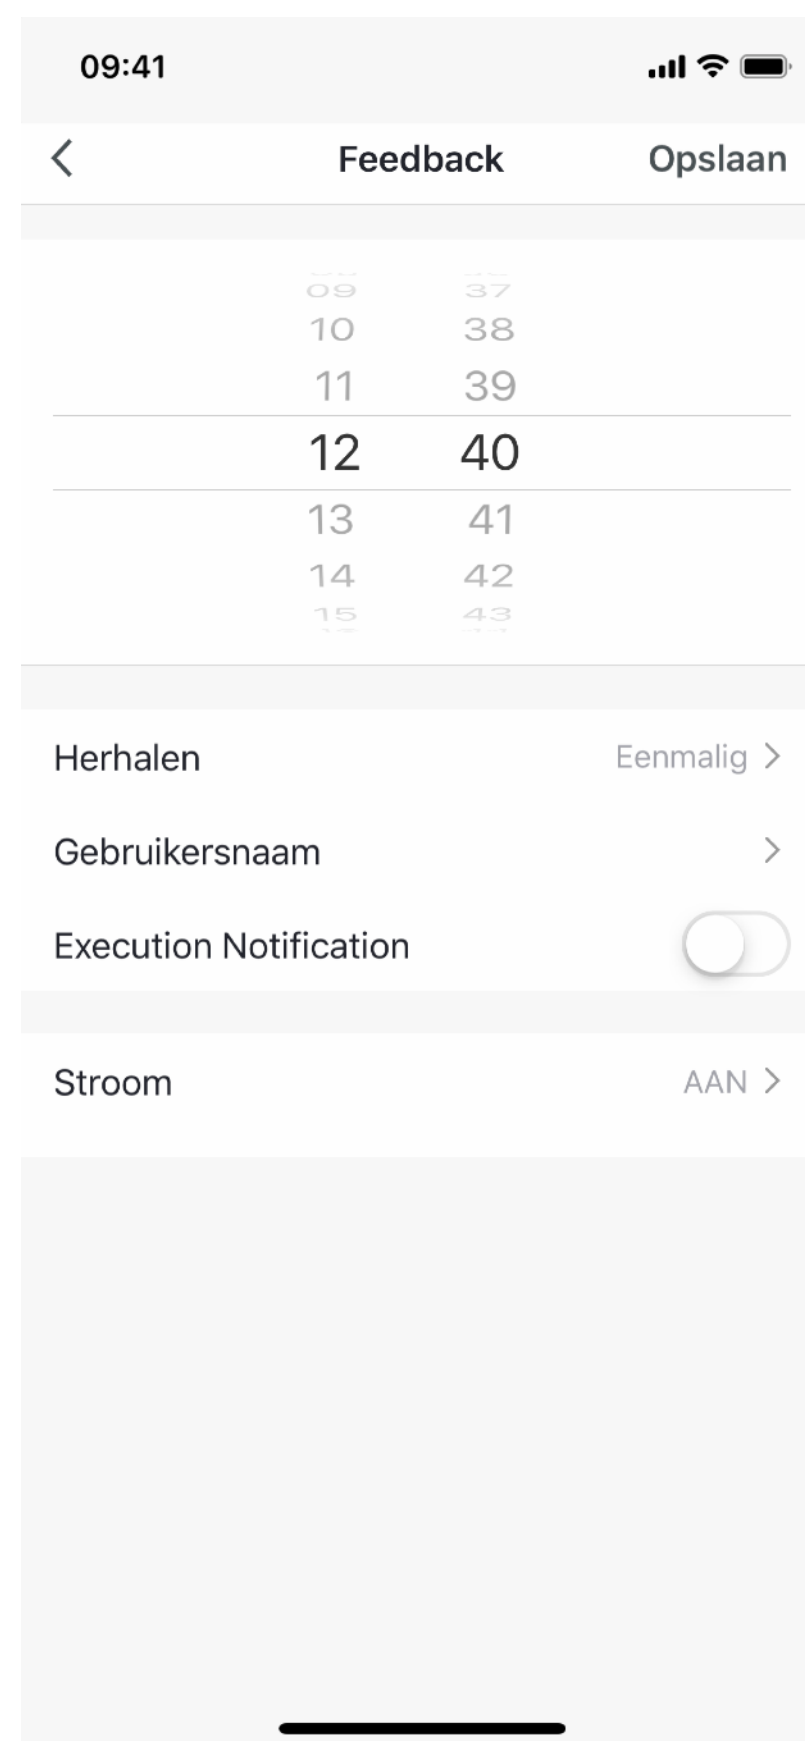 09:41
Feedback Opslaan
09 37
10 38
11 39
12 40
13 41
14 42
15 43
Herhalen Eenmalig
Gebruikersnaam
Execution Notification
Stroom AAN